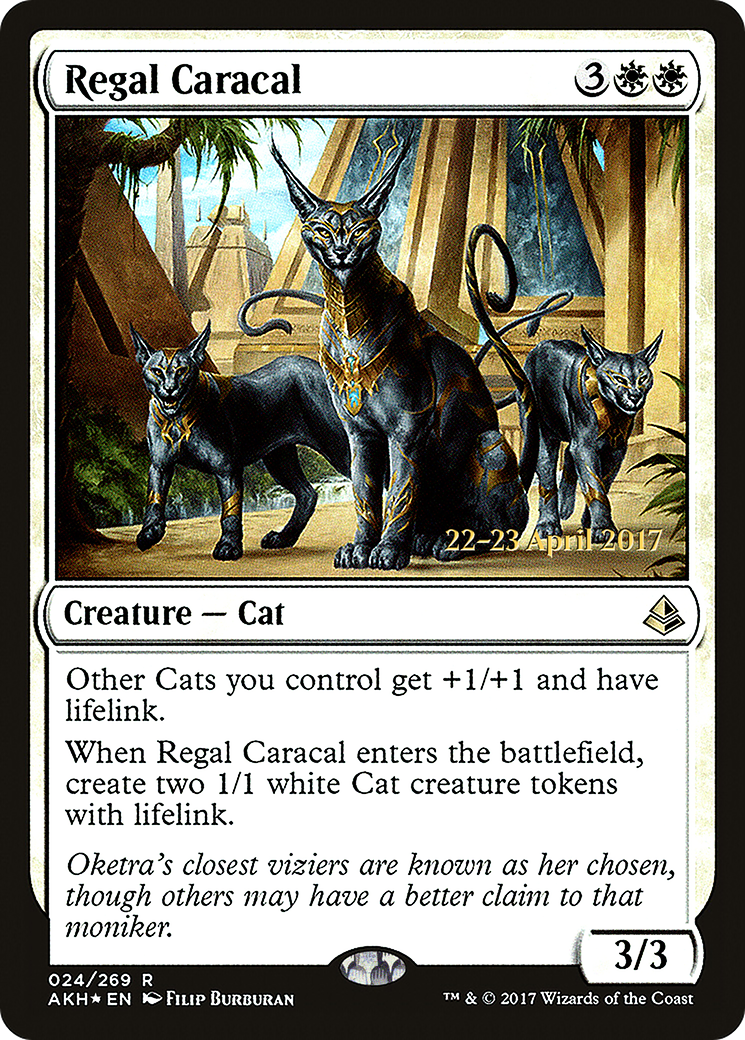 Regal Caracal 3
22–23 April 2017
Creature — Cat
Other Cats you control get +1/+1 and have
lifelink.
When Regal Caracal enters the battlefield,
create two 1/1 white Cat creature tokens
with lifelink.
Oketra's closest viziers are known as her chosen,
though others may have a better claim to that
moniker.
3/3
024/269 R
AKH★EN Filip Burburan
™ & © 2017 Wizards of the Coast